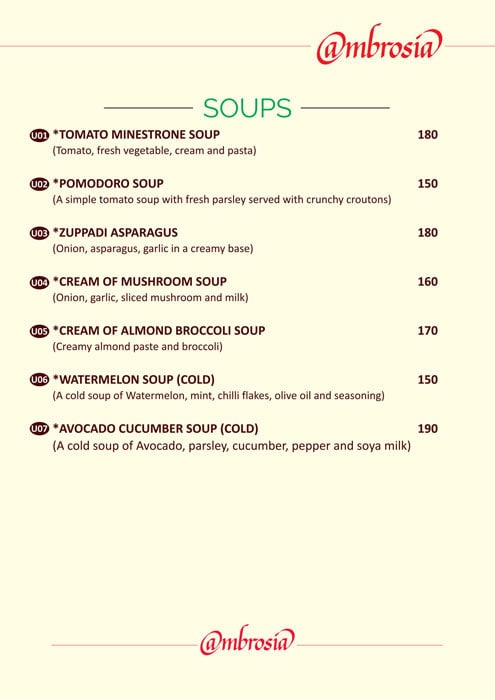 @mbrosia
SOUPS
U01 *TOMATO MINESTRONE SOUP 180
(Tomato, fresh vegetable, cream and pasta)
U02 *POMODORO SOUP 150
(A simple tomato soup with fresh parsley served with crunchy croutons)
U03 *ZUPPADI ASPARAGUS 180
(Onion, asparagus, garlic in a creamy base)
U04 *CREAM OF MUSHROOM SOUP 160
(Onion, garlic, sliced mushroom and milk)
U05 *CREAM OF ALMOND BROCCOLI SOUP 170
(Creamy almond paste and broccoli)
U06 *WATERMELON SOUP (COLD) 150
(A cold soup of Watermelon, mint, chilli flakes, olive oil and seasoning)
U07 *AVOCADO CUCUMBER SOUP (COLD) 190
(A cold soup of Avocado, parsley, cucumber, pepper and soya milk)
@mbrosia